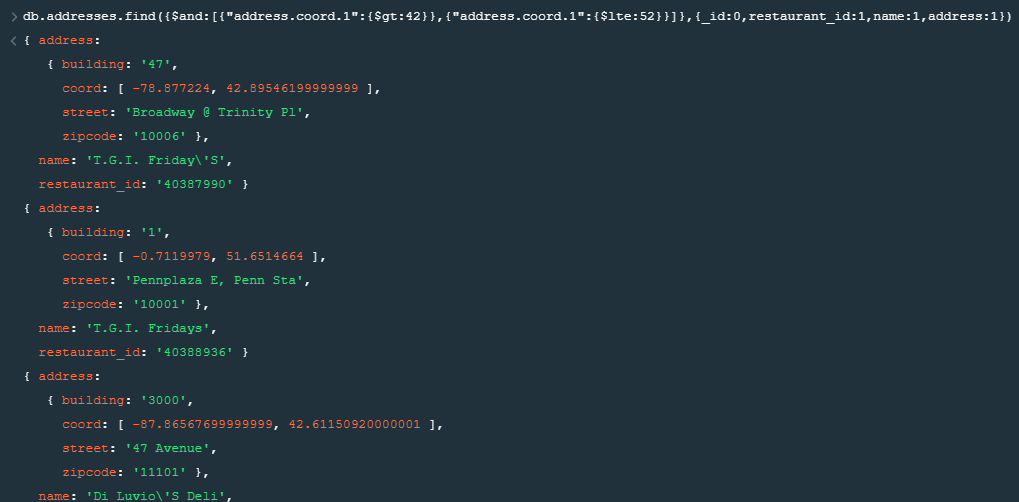 > db.addresses.find({$and:[{"address.coord.1":{$gt:42}},{"address.coord.1":{$lte:52}}]},{_id:0,restaurant_id:1,name:1,address:1})
< { address:
{ building: '47',
coord: [ -78.877224, 42.89546199999999 ],
street: 'Broadway @ Trinity Pl',
zipcode: '10006' },
name: 'T.G.I. Friday\'S',
restaurant_id: '40387990' }
{ address:
{ building: '1',
coord: [ -0.7119979, 51.6514664 ],
street: 'Pennplaza E, Penn Sta',
zipcode: '10001' },
name: 'T.G.I. Fridays',
restaurant_id: '40388936' }
{ address:
{ building: '3000',
coord: [ -87.86567699999999, 42.61150920000001 ],
street: '47 Avenue',
zipcode: '11101' },
name: 'Di Luvio\'S Deli',